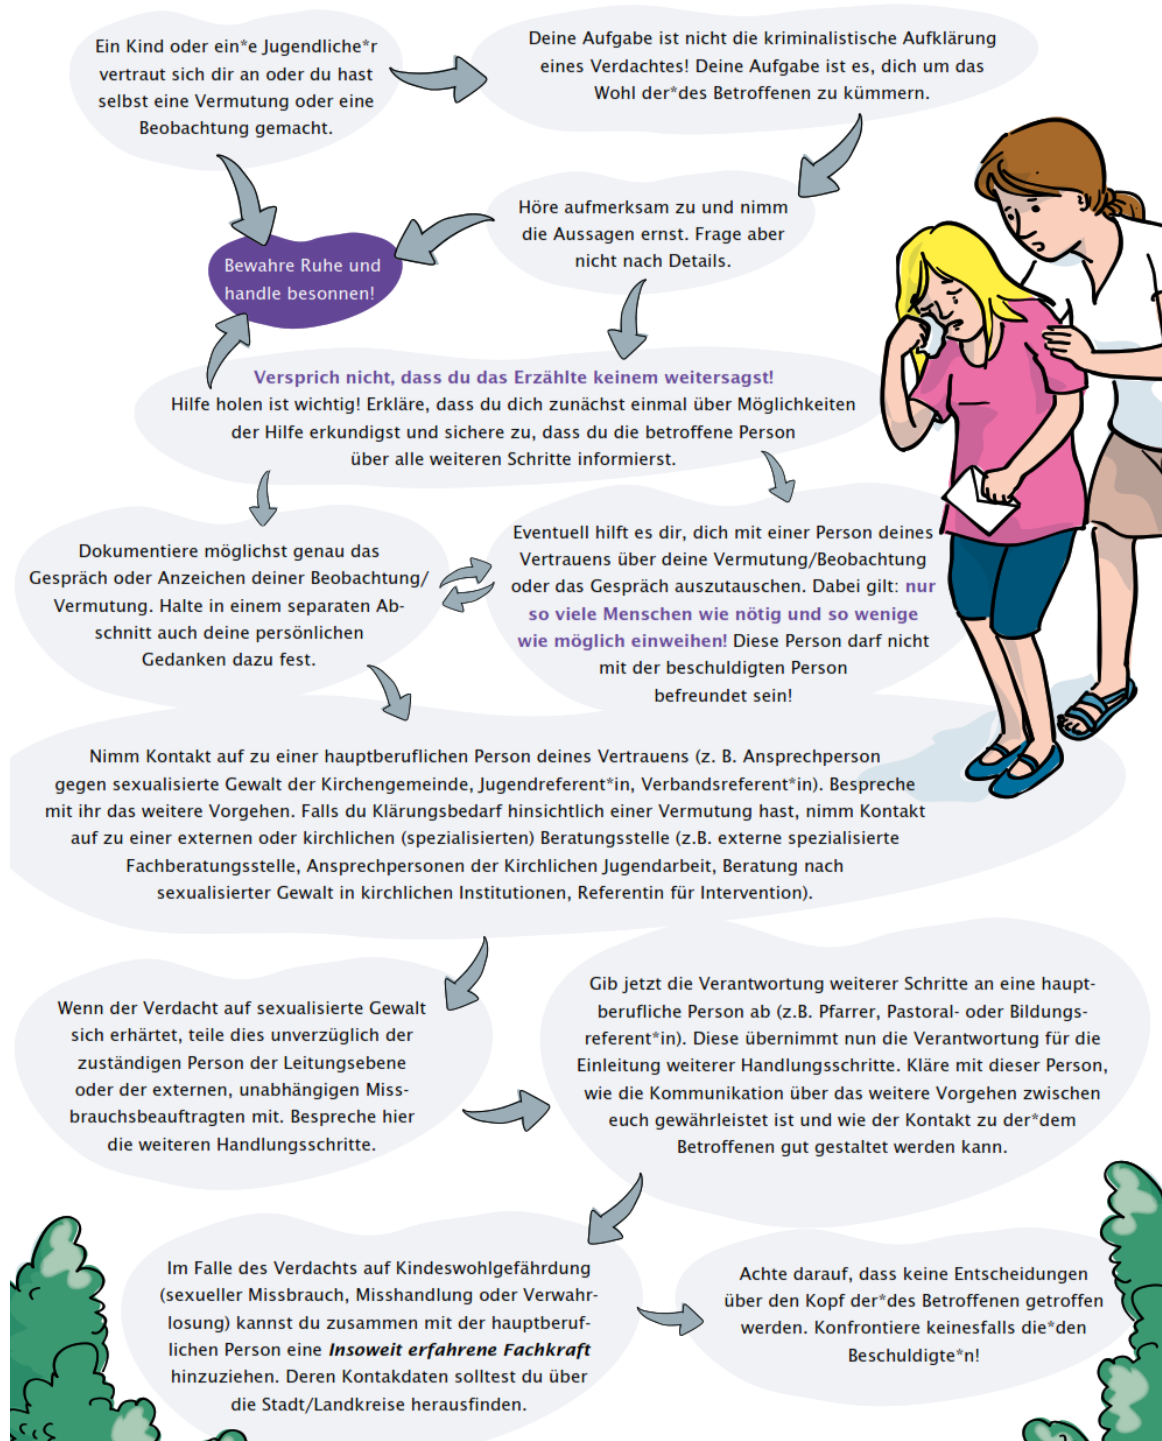 Ein Kind oder ein*e Jugendliche*r
vertraut sich dir an oder du hast
selbst eine Vermutung oder eine
Beobachtung gemacht.
Deine Aufgabe ist nicht die kriminalistische Aufklärung
eines Verdachtes! Deine Aufgabe ist es, dich um das
Wohl der*des Betroffenen zu kümmern.
Höre aufmerksam zu und nimm
die Aussagen ernst. Frage aber
nicht nach Details.
Bewahre Ruhe und
handle besonnen!
Versprich nicht, dass du das Erzählte keinem weitersagst!
Hilfe holen ist wichtig! Erkläre, dass du dich zunächst einmal über Möglichkeiten
der Hilfe erkundigst und sichere zu, dass du die betroffene Person
über alle weiteren Schritte informierst.
Dokumentiere möglichst genau das
Gespräch oder Anzeichen deiner Beobachtung/
Vermutung. Halte in einem separaten Ab-
schnitt auch deine persönlichen
Gedanken dazu fest.
Eventuell hilft es dir, dich mit einer Person deines
Vertrauens über deine Vermutung/Beobachtung
oder das Gespräch auszutauschen. Dabei gilt: nur
so viele Menschen wie nötig und so wenige
wie möglich einweihen! Diese Person darf nicht
mit der beschuldigten Person
befreundet sein!
Nimm Kontakt auf zu einer hauptberuflichen Person deines Vertrauens (z. B. Ansprechperson
gegen sexualisierte Gewalt der Kirchengemeinde, Jugendreferent*in, Verbandsreferent*in). Bespreche
mit ihr das weitere Vorgehen. Falls du Klärungsbedarf hinsichtlich einer Vermutung hast, nimm Kontakt
auf zu einer externen oder kirchlichen (spezialisierten) Beratungsstelle (z.B. externe spezialisierte
Fachberatungsstelle, Ansprechpersonen der Kirchlichen Jugendarbeit, Beratung nach
sexualisierter Gewalt in kirchlichen Institutionen, Referentin für Intervention).
Wenn der Verdacht auf sexualisierte Gewalt
sich erhärtet, teile dies unverzüglich der
zuständigen Person der Leitungsebene
oder der externen, unabhängigen Miss-
brauchsbeauftragten mit. Bespreche hier
die weiteren Handlungsschritte.
Gib jetzt die Verantwortung weiterer Schritte an eine haupt-
berufliche Person ab (z.B. Pfarrer, Pastoral- oder Bildungs-
referent*in). Diese übernimmt nun die Verantwortung für die
Einleitung weiterer Handlungsschritte. Kläre mit dieser Person,
wie die Kommunikation über das weitere Vorgehen zwischen
euch gewährleistet ist und wie der Kontakt zu der*dem
Betroffenen gut gestaltet werden kann.
Im Falle des Verdachts auf Kindeswohlgefährdung
(sexueller Missbrauch, Misshandlung oder Verwahr-
losung) kannst du zusammen mit der hauptberuf-
lichen Person eine Insoweit erfahrene Fachkraft
hinzuziehen. Deren Kontakdaten solltest du über
die Stadt/Landkreise herausfinden.
Achte darauf, dass keine Entscheidungen
über den Kopf der*des Betroffenen getroffen
werden. Konfrontiere keinesfalls die*den
Beschuldigte*n!